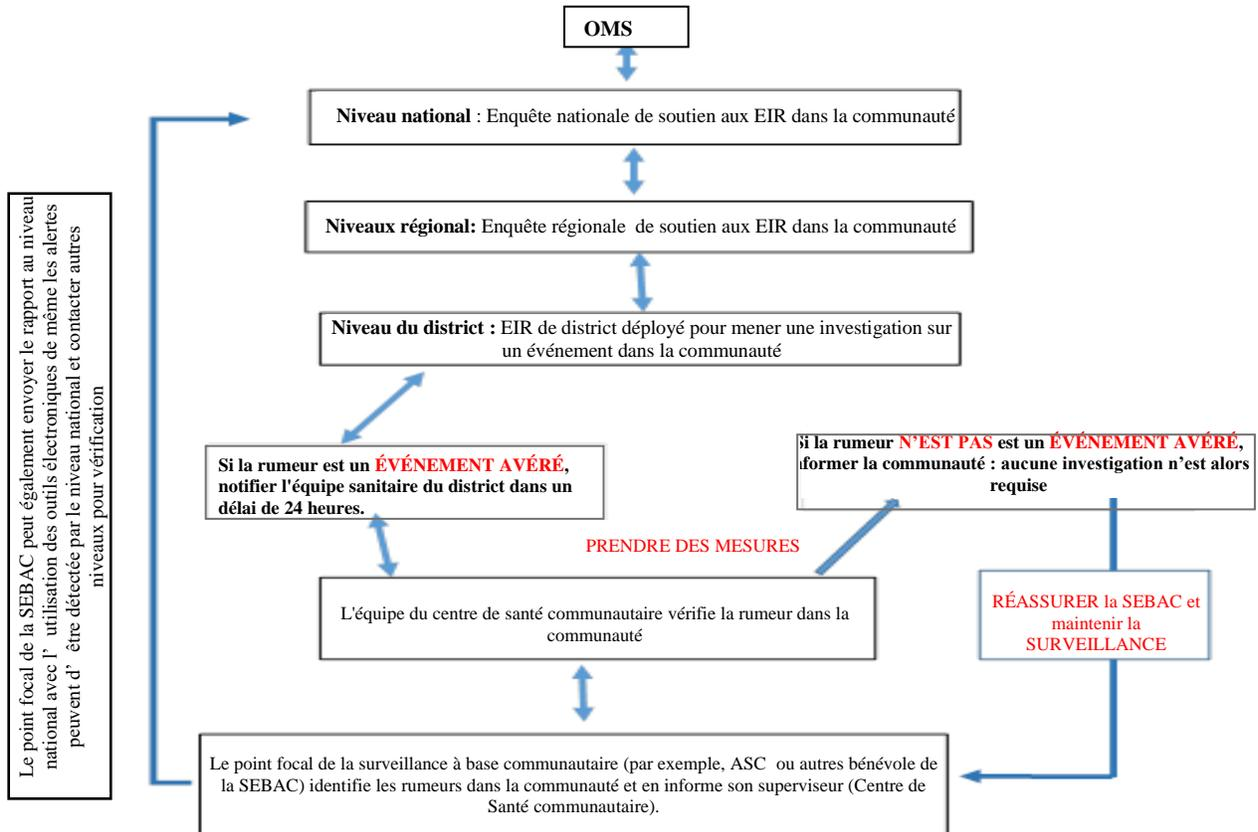 OMS
Niveau national : Enquête nationale de soutien aux EIR dans la communauté
Niveaux régional: Enquête régionale de soutien aux EIR dans la communauté
Niveau du district : EIR de district déployé pour mener une investigation sur
un événement dans la communauté
Si la rumeur est un ÉVÉNEMENT AVÉRÉ,
notifier l'équipe sanitaire du district dans un
délai de 24 heures.
si la rumeur N'EST PAS est un ÉVÉNEMENT AVÉRÉ,
nformer la communauté : aucune investigation n'est alors
requise
PRENDRE DES MESURES
L'équipe du centre de santé communautaire vérifie la rumeur dans la
communauté
RÉASSURER la SEBAC et
maintenir la
SURVEILLANCE
Le point focal de la surveillance à base communautaire (par exemple, ASC ou autres bénévole de
la SEBAC) identifie les rumeurs dans la communauté et en informe son superviseur (Centre de
Santé communautaire).
Le point focal de la SEBAC peut également envoyer le rapport au niveau
national avec l' utilisation des outils électroniques de même les alertes
peuvent d' être détectée par le niveau national et contacter autres
niveaux pour vérification